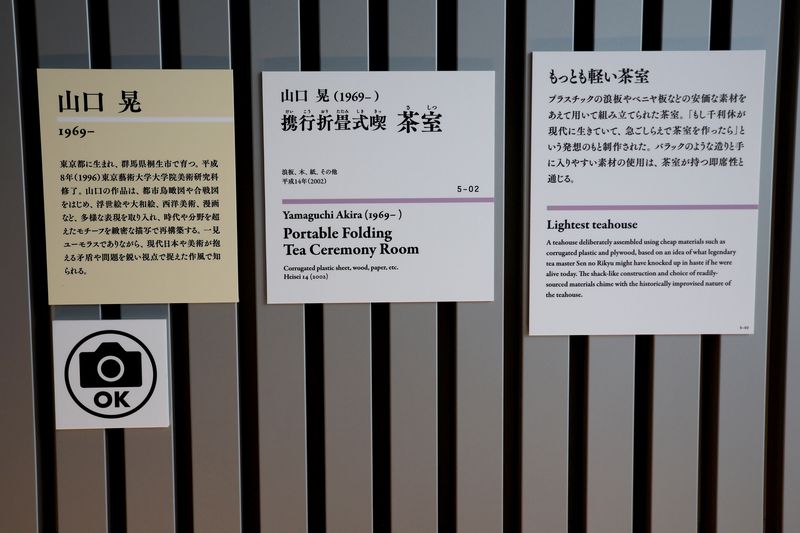 山口 晃
1969–
東京都に生まれ、群馬県桐生市で育つ。平成
8年(1996)東京藝術大学大学院美術研究科
修了。山口の作品は、都市鳥瞰図や合戦図
をはじめ、浮世絵や大和絵、西洋美術、漫画
など、多様な表現を取り入れ、時代や分野を超
えたモチーフを緻密な描写で再構築する。一見
ユーモラスでありながら、現代日本や美術が抱
える矛盾や問題を鋭い視点で捉えた作風で知
られる。
OK
山口 晃(1969– )
けい こう おり たたみ しき きつ さ しつ
携行折畳式喫 茶室
浪板、木、紙、その他
平成14年(2002)
5-02
Yamaguchi Akira (1969– )
Portable Folding
Tea Ceremony Room
Corrugated plastic sheet, wood, paper, etc.
Heisei 14 (2002)
もっとも軽い茶室
プラスチックの浪板やベニヤ板などの安価な素材を
あえて用いて組み立てられた茶室。「もし千利休が
現代に生きていて、急ごしらえで茶室を作ったら」と
いう発想のもと制作された。バラックのような造りと手
に入りやすい素材の使用は、茶室が持つ即席性と
通じる。
Lightest teahouse
A teahouse deliberately assembled using cheap materials such as
corrugated plastic and plywood, based on an idea of what legendary
tea master Sen no Rikyu might have knocked up in haste if he were
alive today. The shack-like construction and choice of readily-
sourced materials chime with the historically improvised nature of
the teahouse.
5-02